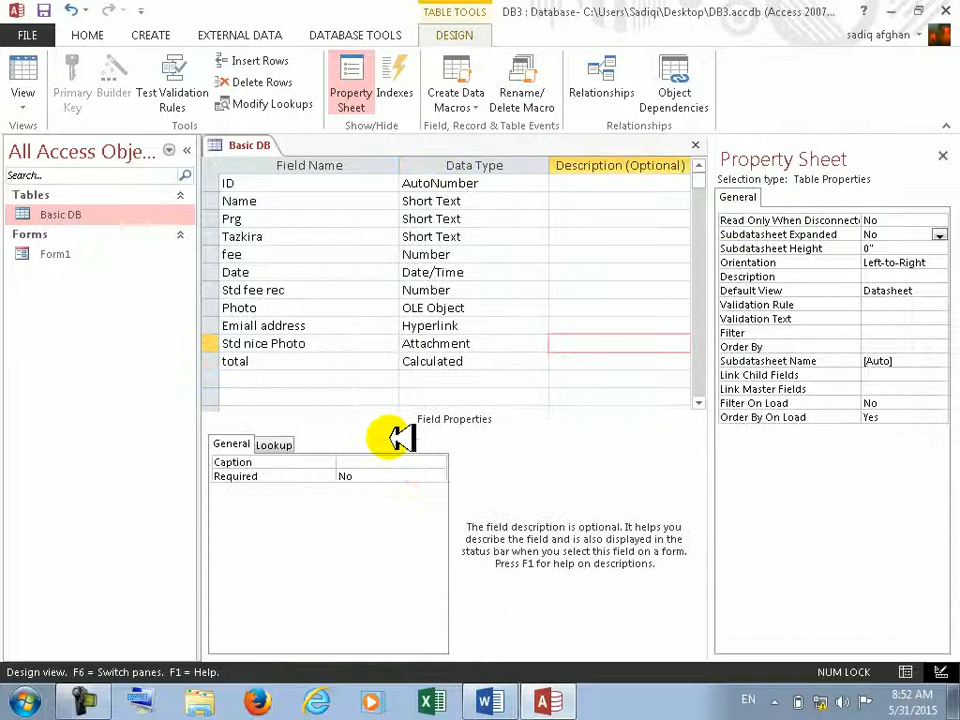 TABLE TOOLS
DB3 : Database- C:\Users\Sadiqi\Desktop\DB3.accdb (Access 2007...
FILE HOME CREATE EXTERNAL DATA DATABASE TOOLS DESIGN
sadiq afghan
View
Primary Key
Builder
Test Validation Rules
Insert Rows
Delete Rows
Modify Lookups
Property Sheet
Indexes
Create Data Macros
Rename/ Delete Macro
Relationships
Object Dependencies
Views Tools Show/Hide Field, Record & Table Events Relationships
All Access Obje...
Search...
Tables
Basic DB
Forms
Form1
Basic DB
Field Name Data Type Description (Optional)
ID AutoNumber
Name Short Text
Prg Short Text
Tazkira Short Text
fee Number
Date Date/Time
Std fee rec Number
Photo OLE Object
Emiall address Hyperlink
Std nice Photo Attachment
total Calculated
Field Properties
General Lookup
Caption
Required No
The field description is optional. It helps you
describe the field and is also displayed in the
status bar when you select this field on a form.
Press F1 for help on descriptions.
Property Sheet
Selection type: Table Properties
General
Read Only When Disconnecte No
Subdatasheet Expanded No
Subdatasheet Height 0"
Orientation Left-to-Right
Description
Default View Datasheet
Validation Rule
Validation Text
Filter
Order By
Subdatasheet Name [Auto]
Link Child Fields
Link Master Fields
Filter On Load No
Order By On Load Yes
Design view. F6 = Switch panes. F1 = Help.
NUM LOCK
EN
8:52 AM
5/31/2015